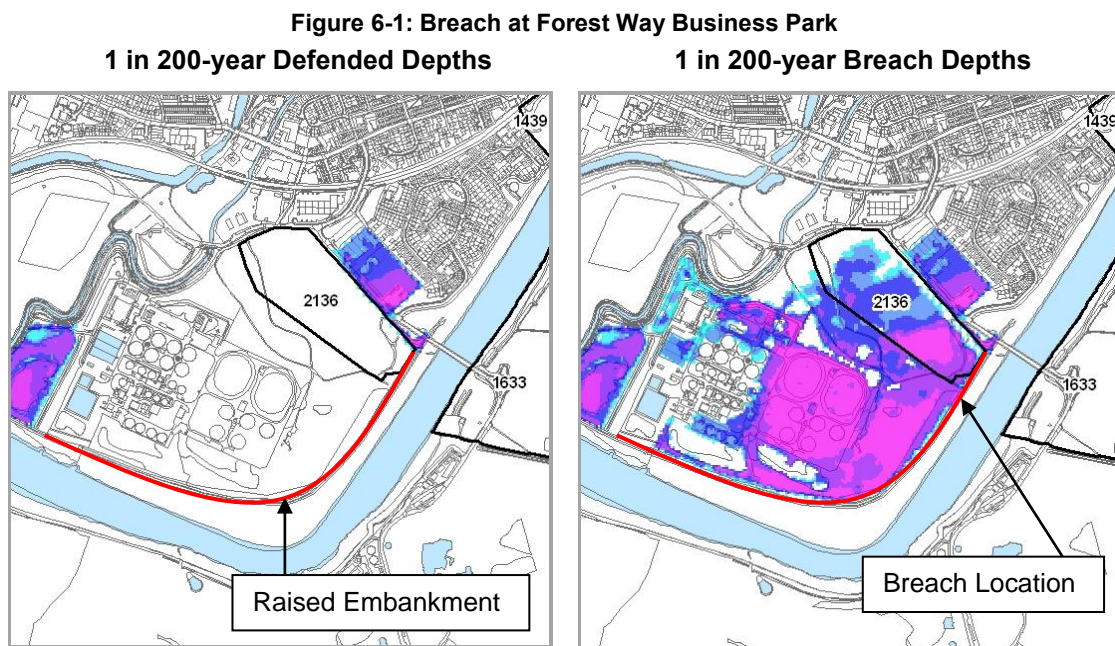 Figure 6-1: Breach at Forest Way Business Park
1 in 200-year Defended Depths
1 in 200-year Breach Depths
1439
2136
1633
Raised Embankment
1439
2136
1633
Breach Location